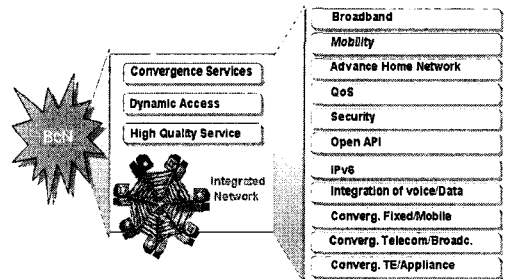 BcN
Convergence Services
Dynamic Access
High Quality Service
Integrated
Network
Broadband
Mobility
Advance Home Network
QoS
Security
Open API
IPv6
Integration of voice/Data
Converg. Fixed/Mobile
Converg. Telecom/Broadc.
Converg. TE/Appliance